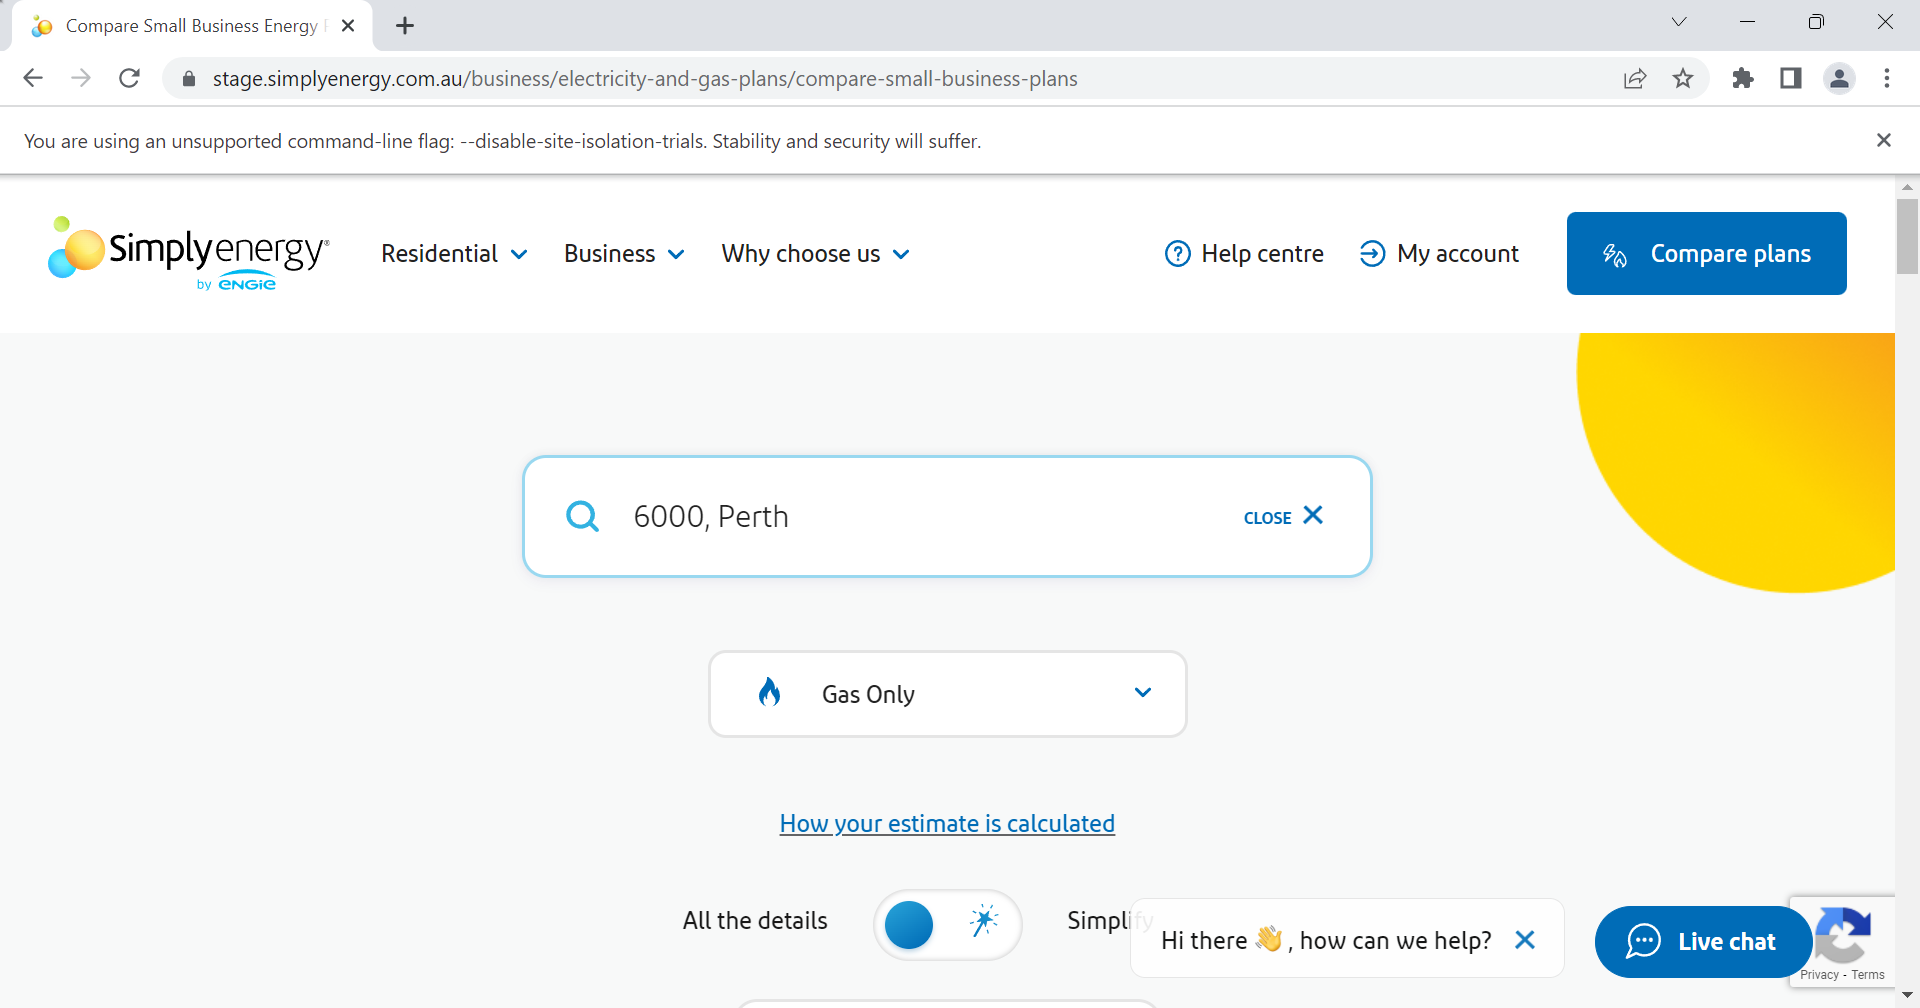 Compare Small Business Energy
stage.simplyenergy.com.au/business/electricity-and-gas-plans/compare-small-business-plans
You are using an unsupported command-line flag: --disable-site-isolation-trials. Stability and security will suffer.
Simplyenergy®
by ENGIE
Residential
Business
Why choose us
Help centre
My account
Compare plans
6000, Perth
CLOSE
Gas Only
How your estimate is calculated
All the details
Simplify
Hi there 👋 , how can we help?
Live chat
Privacy - Terms